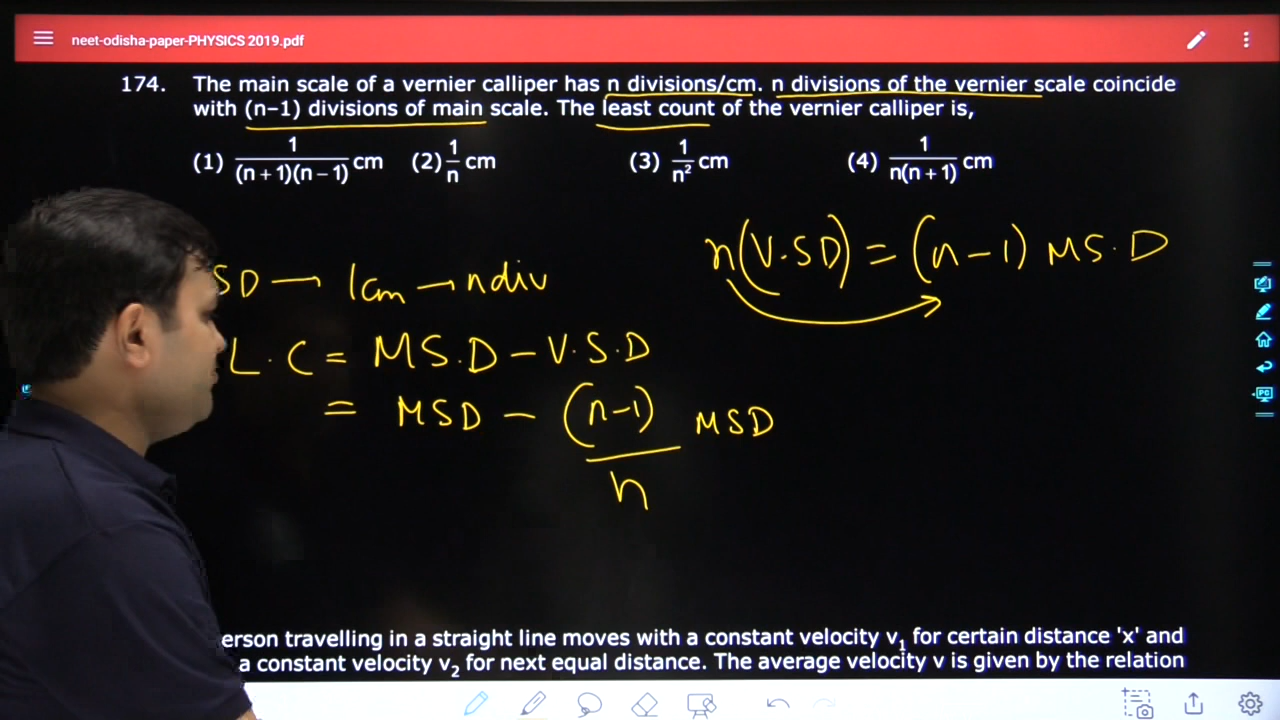 neet-odisha-paper-PHYSICS 2019.pdf
174. The main scale of a vernier calliper has n divisions/cm. n divisions of the vernier scale coincide
with (n−1) divisions of main scale. The least count of the vernier calliper is,
(1) 1/((n + 1)(n − 1)) cm (2) 1/n cm (3) 1/n² cm (4) 1/(n(n + 1)) cm
n(V.SD) = (n−1) MS.D
SD → 1cm → ndiv
L.C = MS.D − V.S.D
= MSD − (n−1)/n MSD
erson travelling in a straight line moves with a constant velocity v₁ for certain distance 'x' and
a constant velocity v₂ for next equal distance. The average velocity v is given by the relation
PC